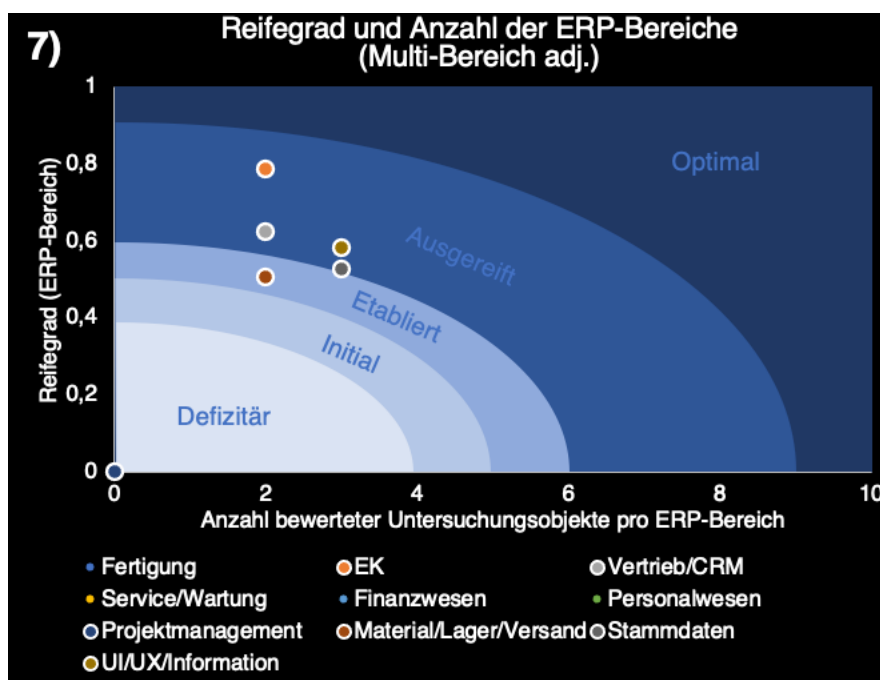 7)
Reifegrad und Anzahl der ERP-Bereiche
(Multi-Bereich adj.)
Reifegrad (ERP-Bereich)
1
0,8
0,6
0,4
0,2
0
Optimal
Ausgereift
Etabliert
Initial
Defizitär
0 2 4 6 8 10
Anzahl bewerteter Untersuchungsobjekte pro ERP-Bereich
Fertigung EK Vertrieb/CRM
Service/Wartung Finanzwesen Personalwesen
Projektmanagement Material/Lager/Versand Stammdaten
UI/UX/Information